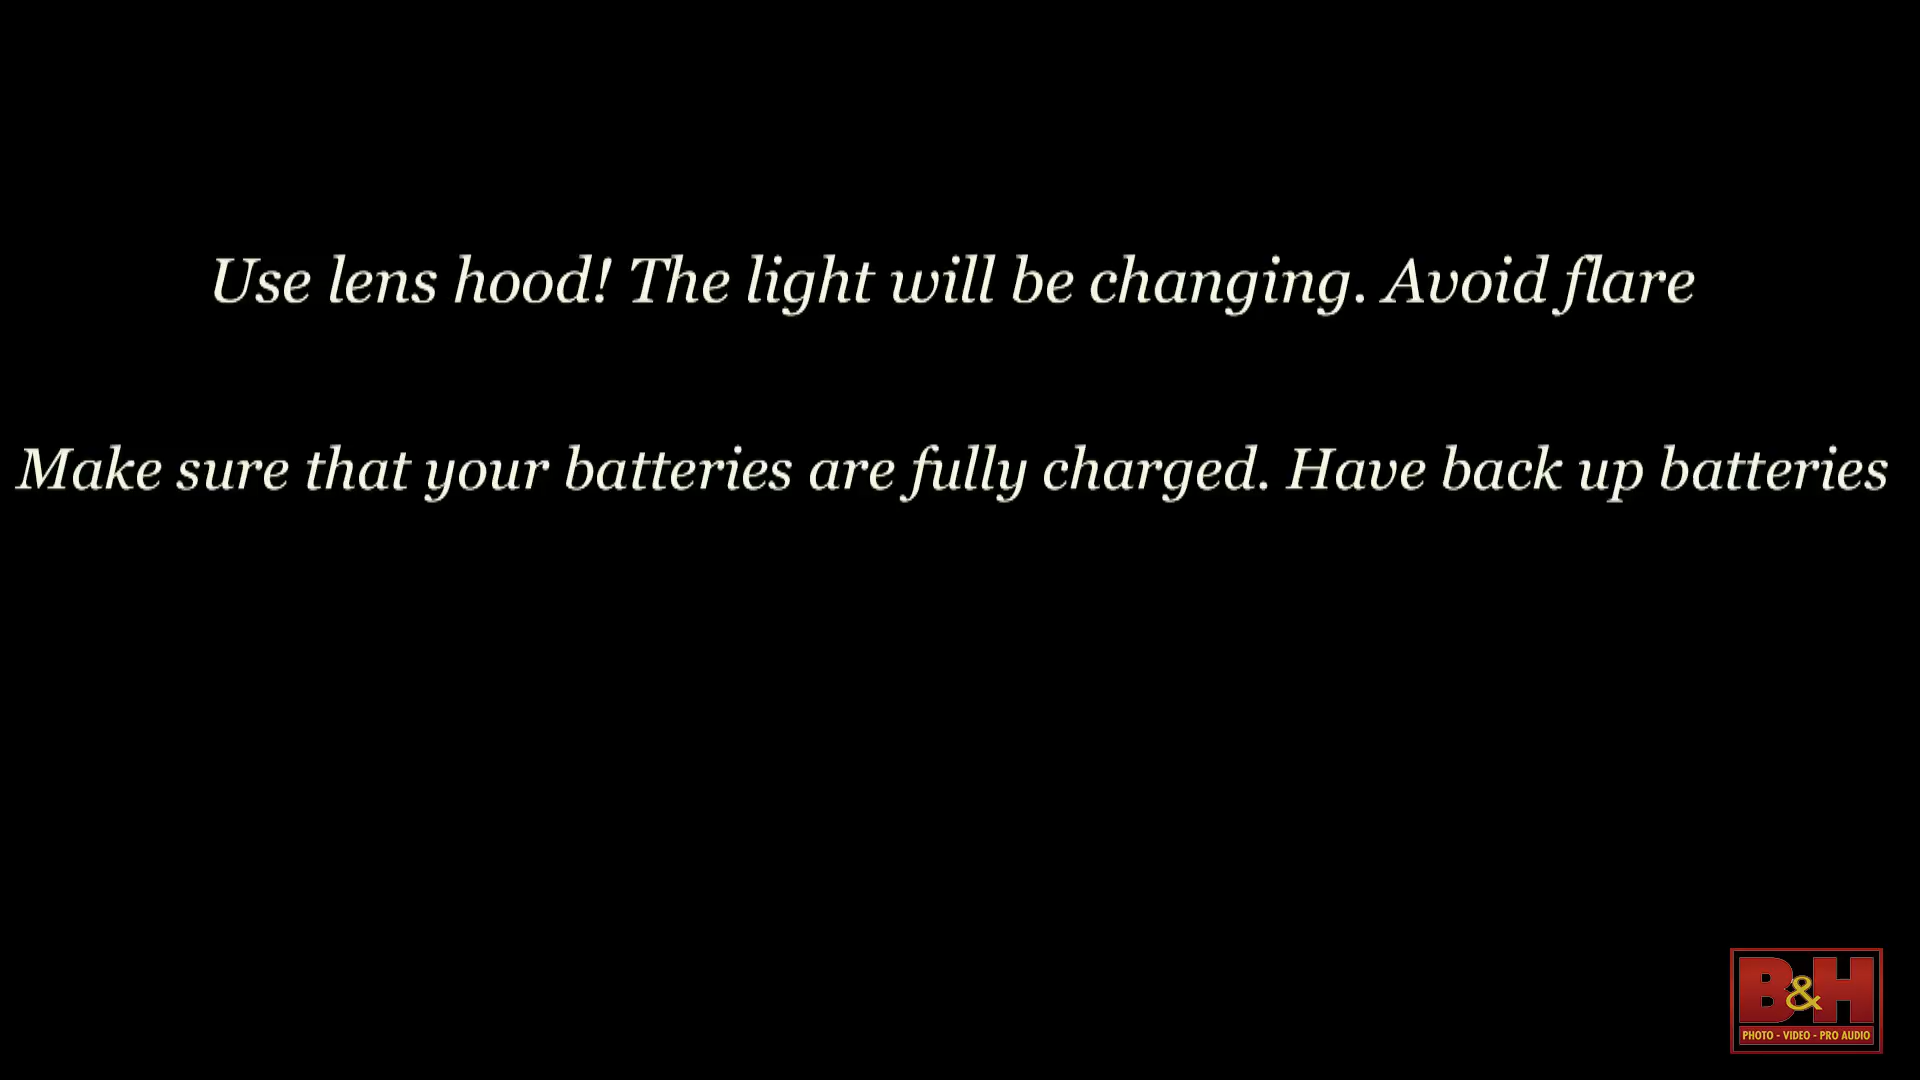 Use lens hood! The light will be changing. Avoid flare
Make sure that your batteries are fully charged. Have back up batteries
B&H
PHOTO - VIDEO - PRO AUDIO